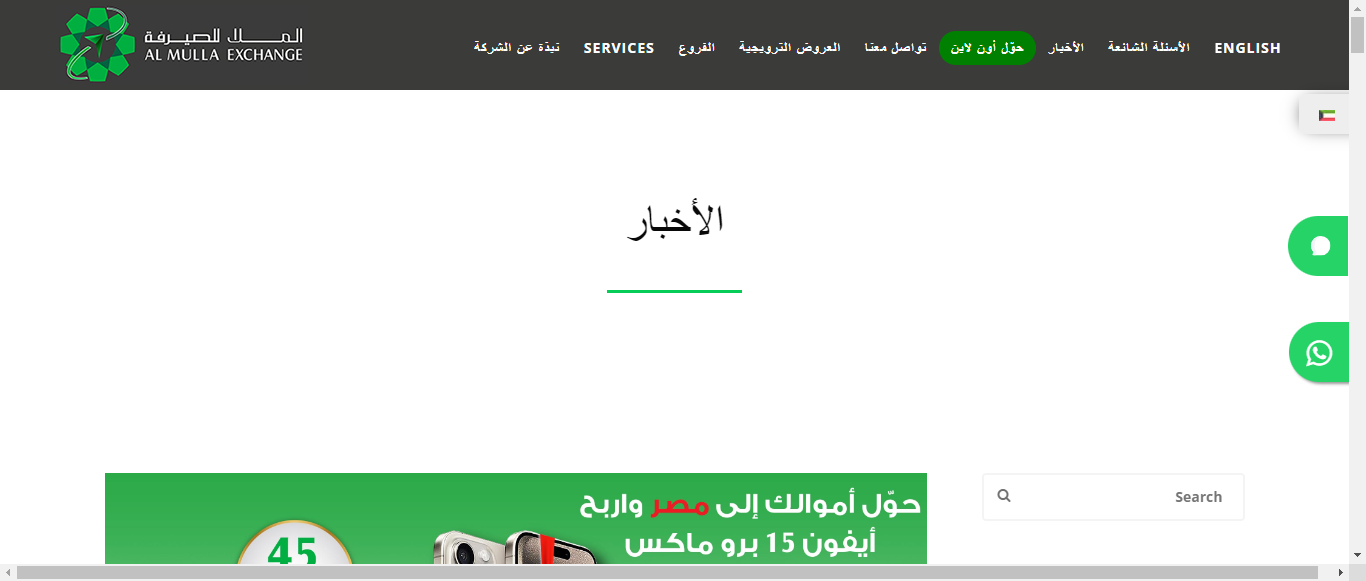 الملا للصيرفة
AL MULLA EXCHANGE
نبذة عن الشركة
SERVICES
الفروع
العروض الترويجية
تواصل معنا
حوّل أون لاين
الأخبار
الأسئلة الشائعة
ENGLISH
الأخبار
حوّل أموالك إلى مصر واربح
أيفون 15 برو ماكس
45
Search